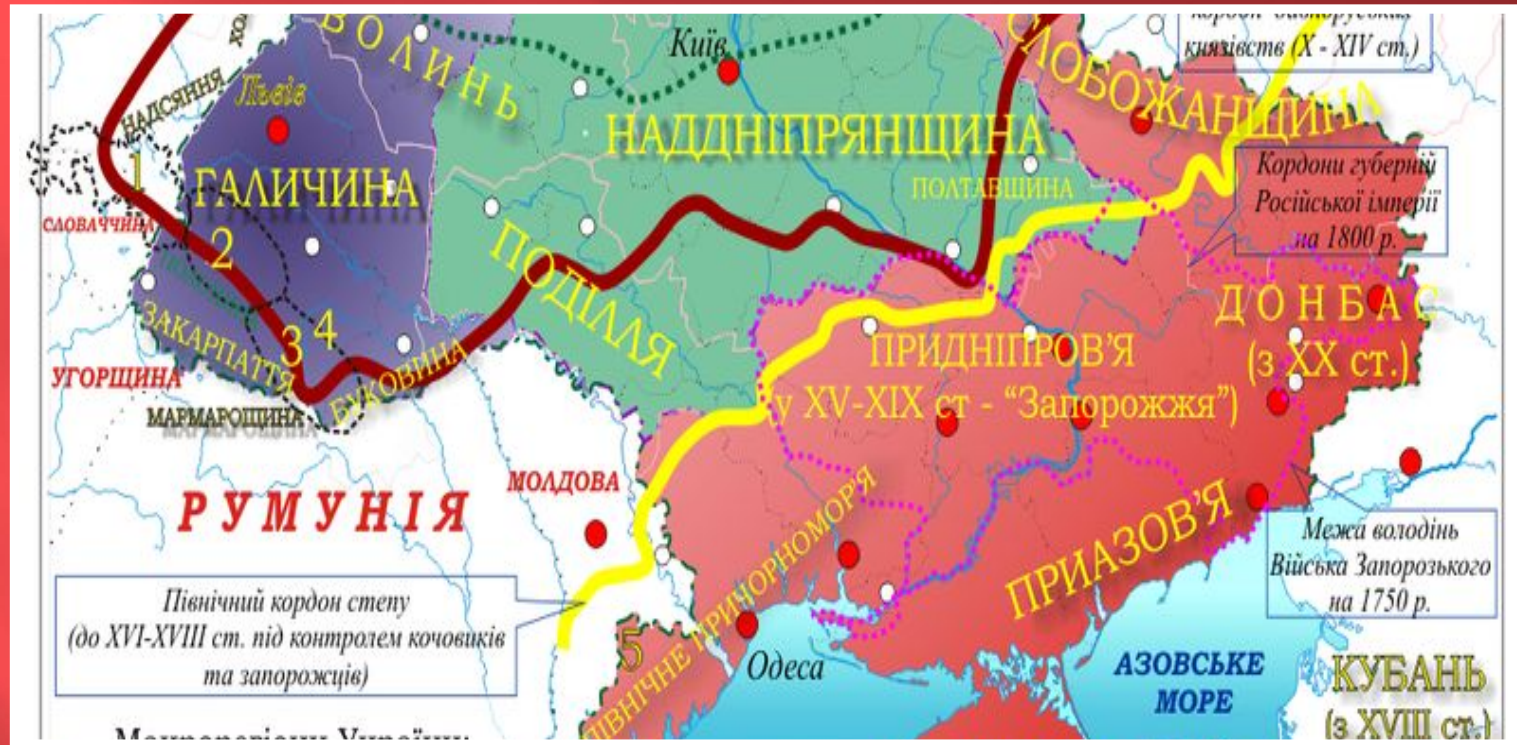 ХОЛ
ВОЛИНЬ
Київ
СЛОБОЖАНЩИНА
кордон давньоруських
князівств (X - XIV ст.)
НАДСЯННЯ
Львів
НАДДНІПРЯНЩИНА
1
ГАЛИЧИНА
ПОЛТАВЩИНА
Кордони губерній
Російської імперії
на 1800 р.
СЛОВАЧЧИНА
2
ПОДІЛЛЯ
ЗАКАРПАТТЯ
3
4
ДОНБАС
(з XX ст.)
УГОРЩИНА
БУКОВИНА
ПРИДНІПРОВ'Я
у XV-XIX ст - “Запорожжя”)
МАРМАРОЩИНА
РУМУНІЯ
МОЛДОВА
ПІВНІЧНЕ ПРИЧОРНОМОР'Я
ПРИАЗОВ'Я
Межа володінь
Війська Запорозького
на 1750 р.
Північний кордон степу
(до XVI-XVIII ст. під контролем кочовиків
та запорожців)
5
Одеса
АЗОВСЬКЕ
МОРЕ
КУБАНЬ
(з XVIII ст.)
Макрорегіони України: